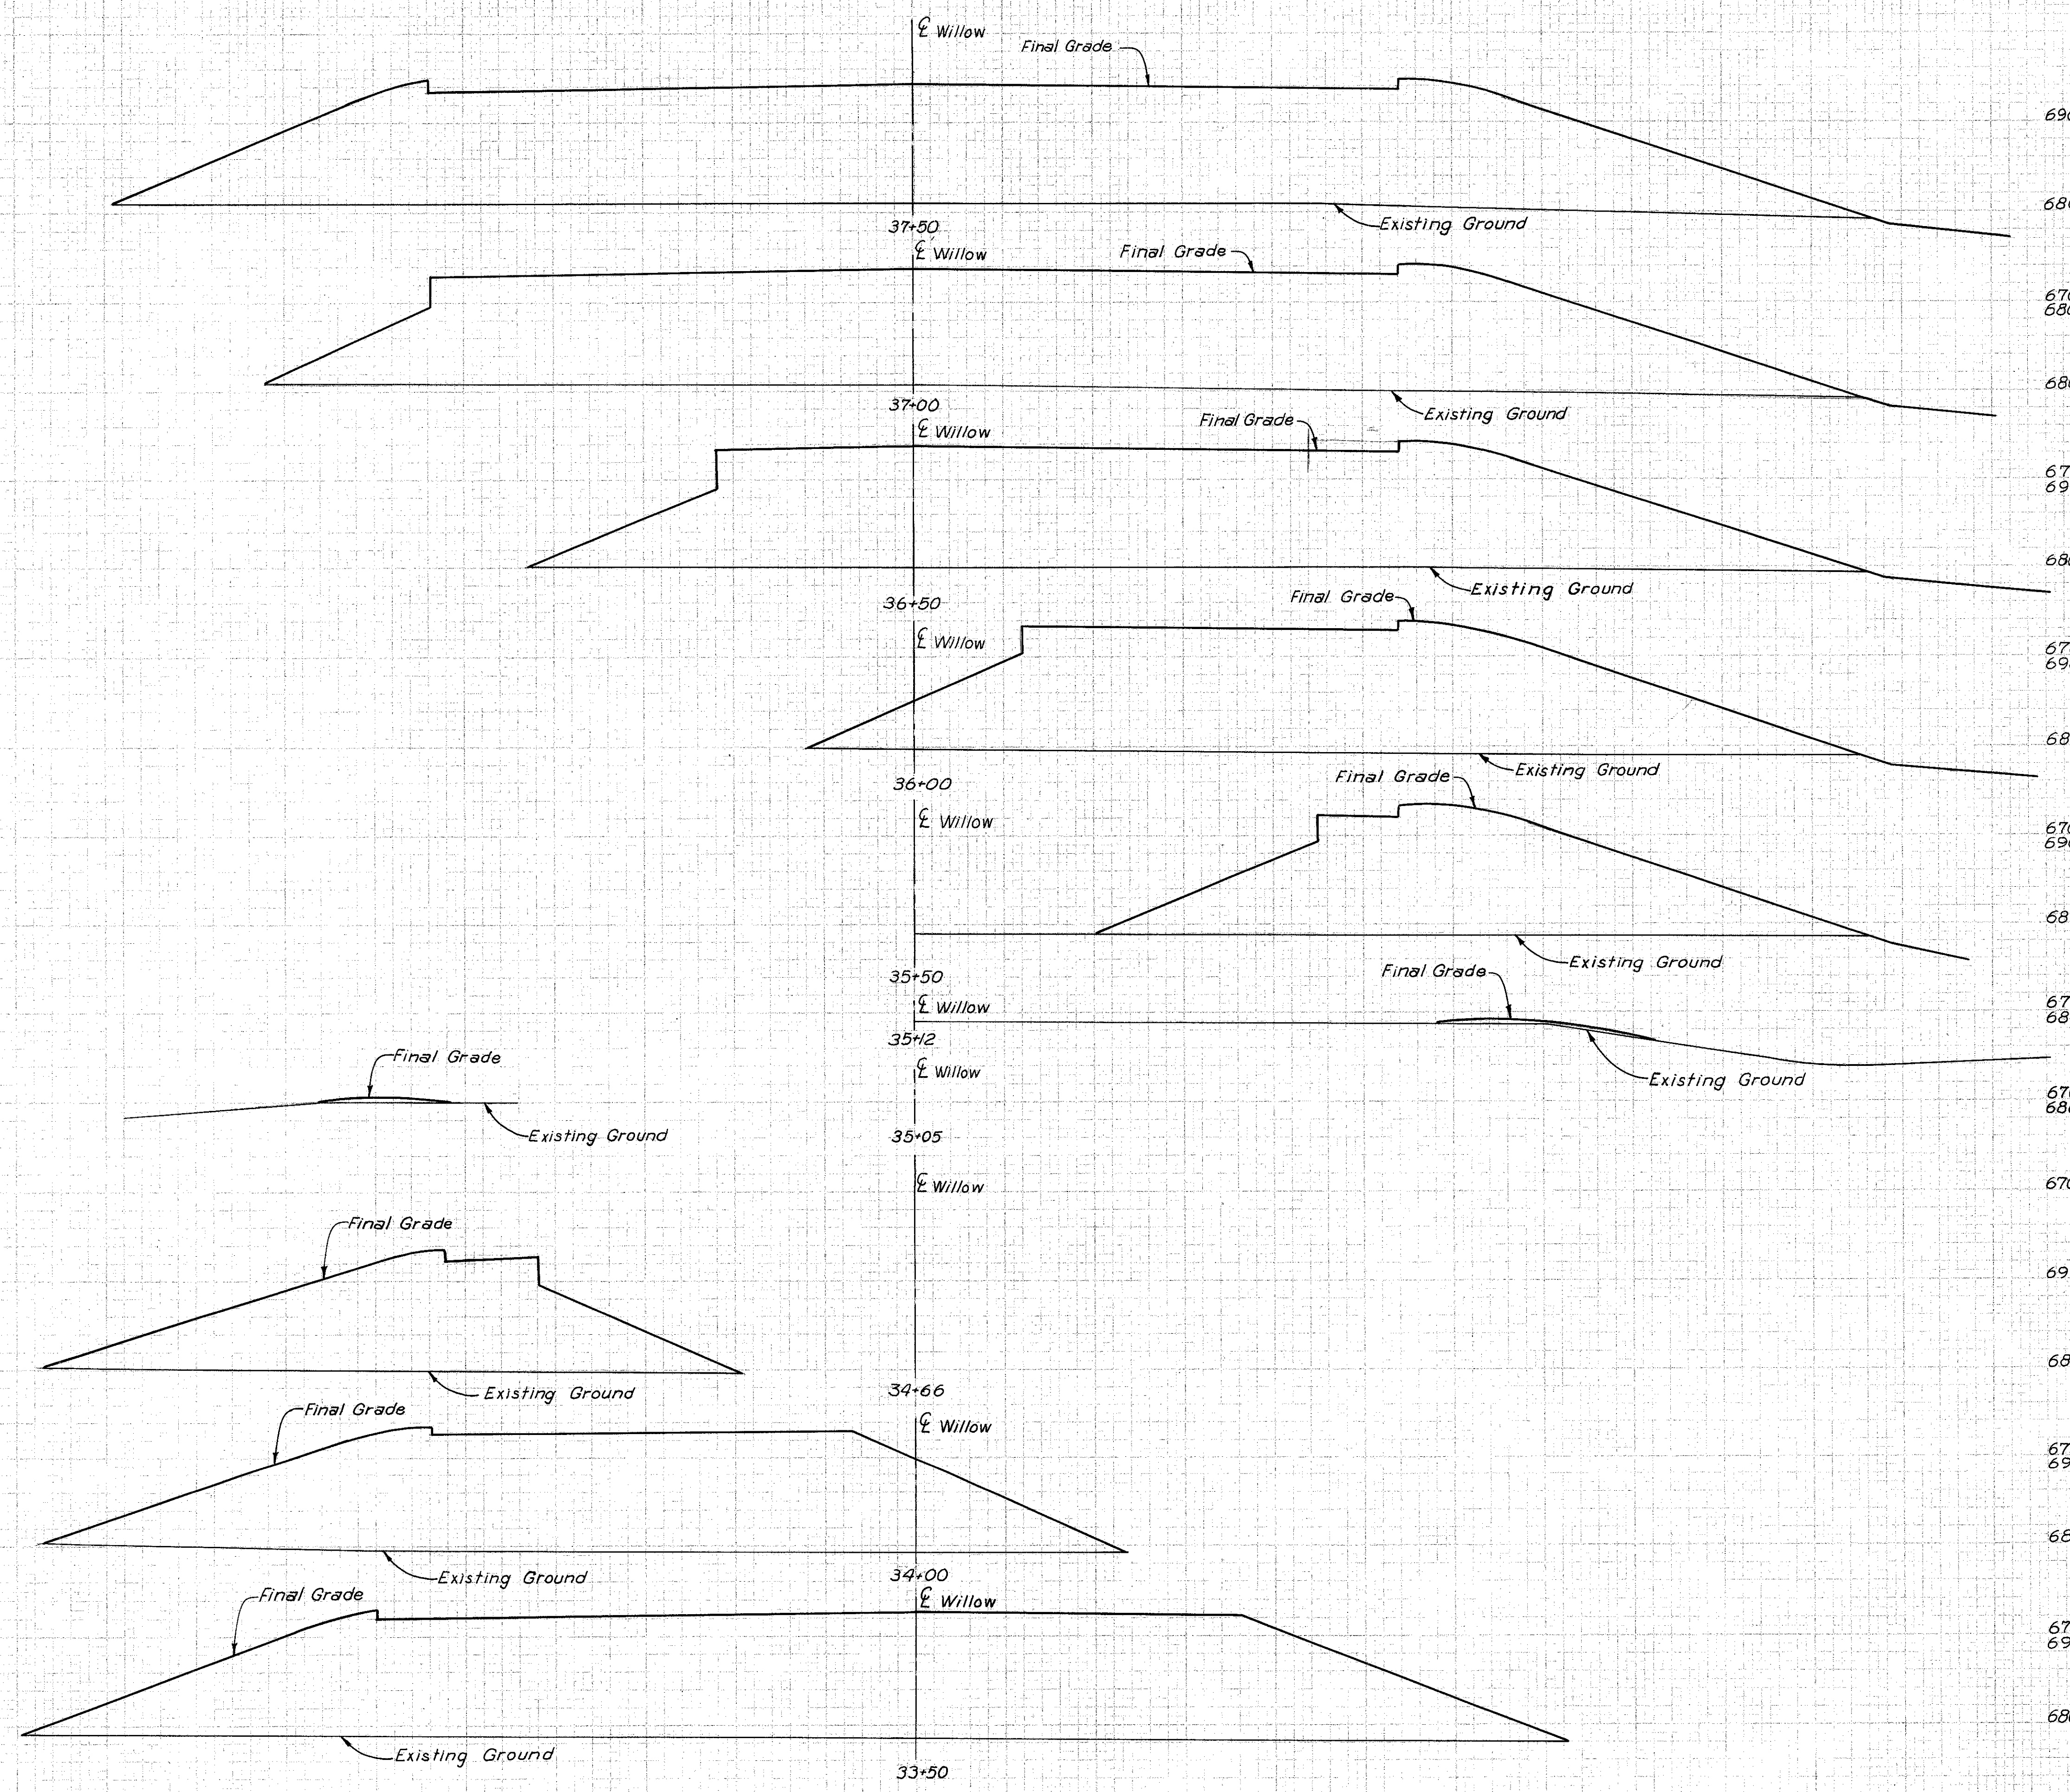 ℄ Willow
Final Grade
690
Existing Ground
37+50
℄ Willow
Final Grade
37+00
Existing Ground
℄ Willow
Final Grade
Existing Ground
36+50
Final Grade
℄ Willow
Existing Ground
36+00
Final Grade
℄ Willow
Existing Ground
35+50
Final Grade
℄ Willow
35+12
Final Grade
℄ Willow
Existing Ground
Existing Ground
35+05
℄ Willow
Final Grade
34+66
Existing Ground
Final Grade
℄ Willow
34+00
Existing Ground
Final Grade
℄ Willow
Existing Ground
33+50